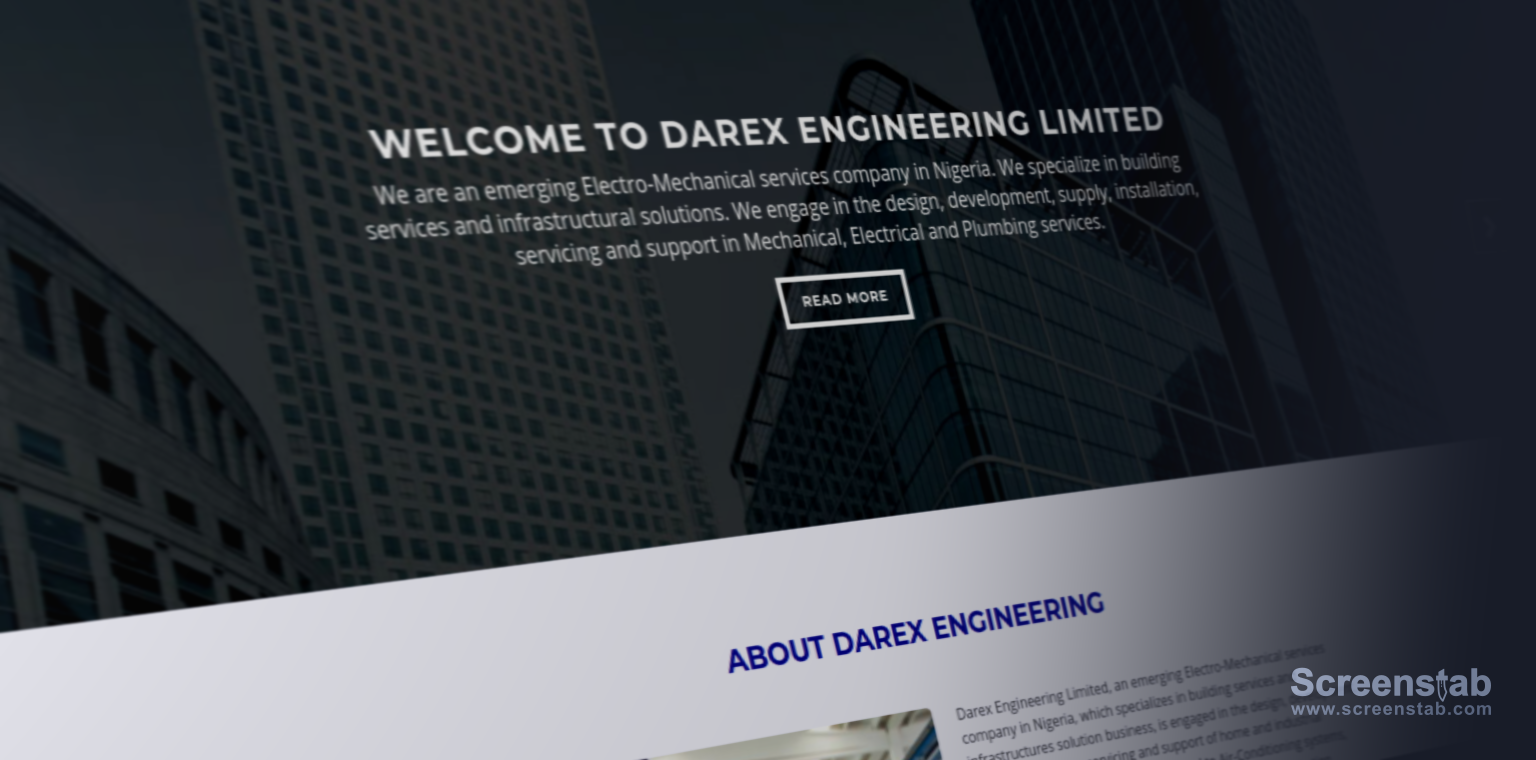 WELCOME TO DAREX ENGINEERING LIMITED
We are an emerging Electro-Mechanical services company in Nigeria. We specialize in building
services and infrastructural solutions. We engage in the design, development, supply, installation,
servicing and support in Mechanical, Electrical and Plumbing services.
READ MORE
ABOUT DAREX ENGINEERING
Darex Engineering Limited, an emerging Electro-Mechanical services
company in Nigeria, which specializes in building services
infrastructures solution business, is engaged in the design,
servicing and support of home and
Air-Conditioning systems,
Screenstab
www.screenstab.com